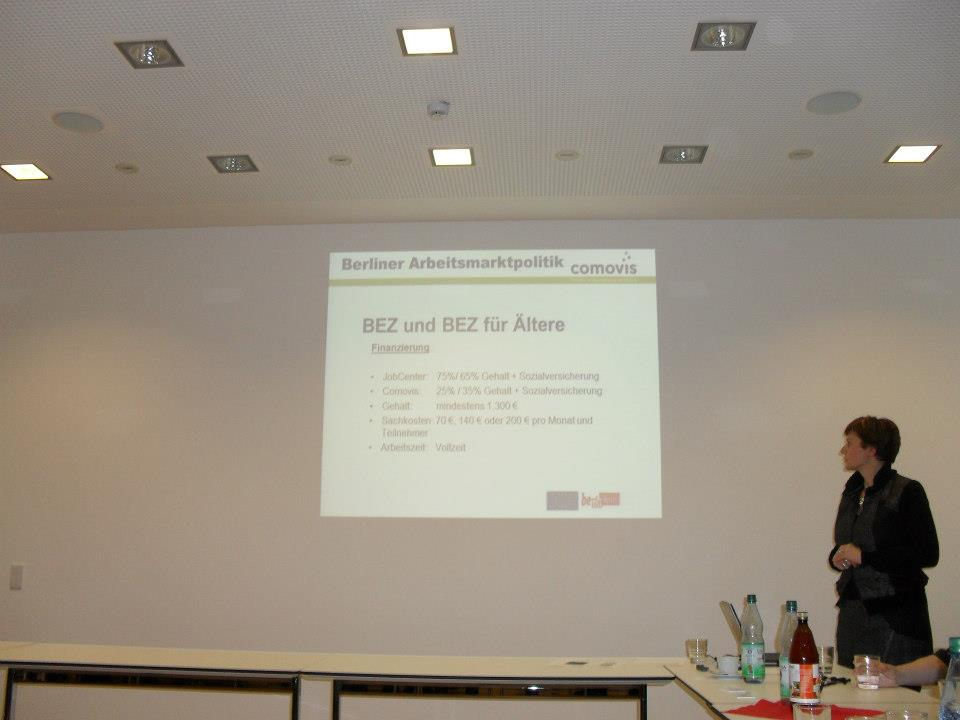 Berliner Arbeitsmarktpolitik
comovis
BEZ und BEZ für Ältere
Finanzierung
• JobCenter: 75%/ 65% Gehalt + Sozialversicherung
• Comovis: 25% / 35% Gehalt + Sozialversicherung
• Gehalt: mindestens 1.300 €
• Sachkosten: 70 €, 140 € oder 200 € pro Monat und
Teilnehmer
• Arbeitszeit: Vollzeit
be